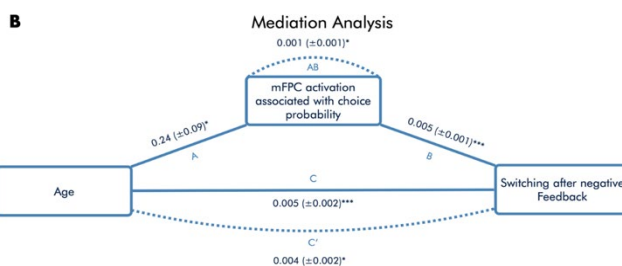 B
Mediation Analysis
0.001 (±0.001)*
AB
mFPC activation
associated with choice
probability
0.24 (±0.09)*
A
0.005 (±0.001)***
B
Age
C
0.005 (±0.002)***
Switching after negative
Feedback
C'
0.004 (±0.002)*